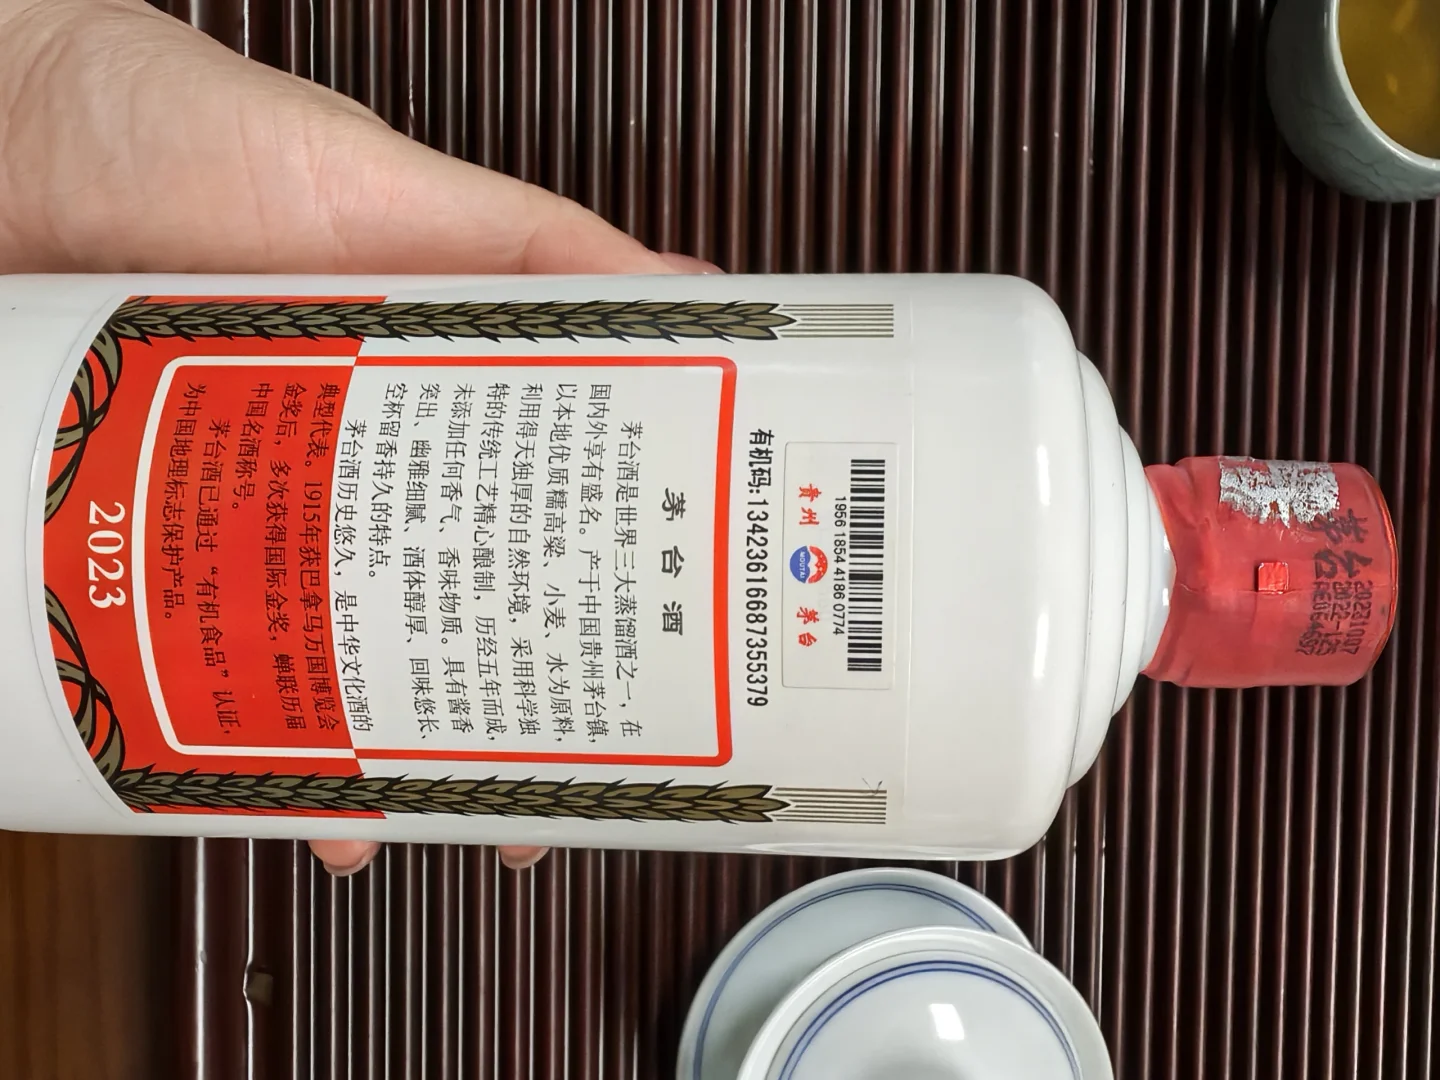 茅台
2023
2022-125
1956 1854 4186 0774
贵州 MOUTAI 茅台
有机码:134236166873555379
茅台酒
茅台酒是世界三大蒸馏酒之一，在
国内外享有盛名。产于中国贵州茅台镇，
以本地优质糯高粱、小麦、水为原料，
利用得天独厚的自然环境，采用科学独
特的传统工艺精心酿制，历经五年而成，
未添加任何香气、香味物质。具有酱香
突出、幽雅细腻、酒体醇厚、回味悠长、
空杯留香持久的特点。
茅台酒历史悠久，是中华文化酒的
典型代表。1915年获巴拿马万国博览会
金奖后，多次获得国际金奖，蝉联历届
中国名酒称号。
茅台酒已通过“有机食品”认证，
为中国地理标志保护产品。
2023